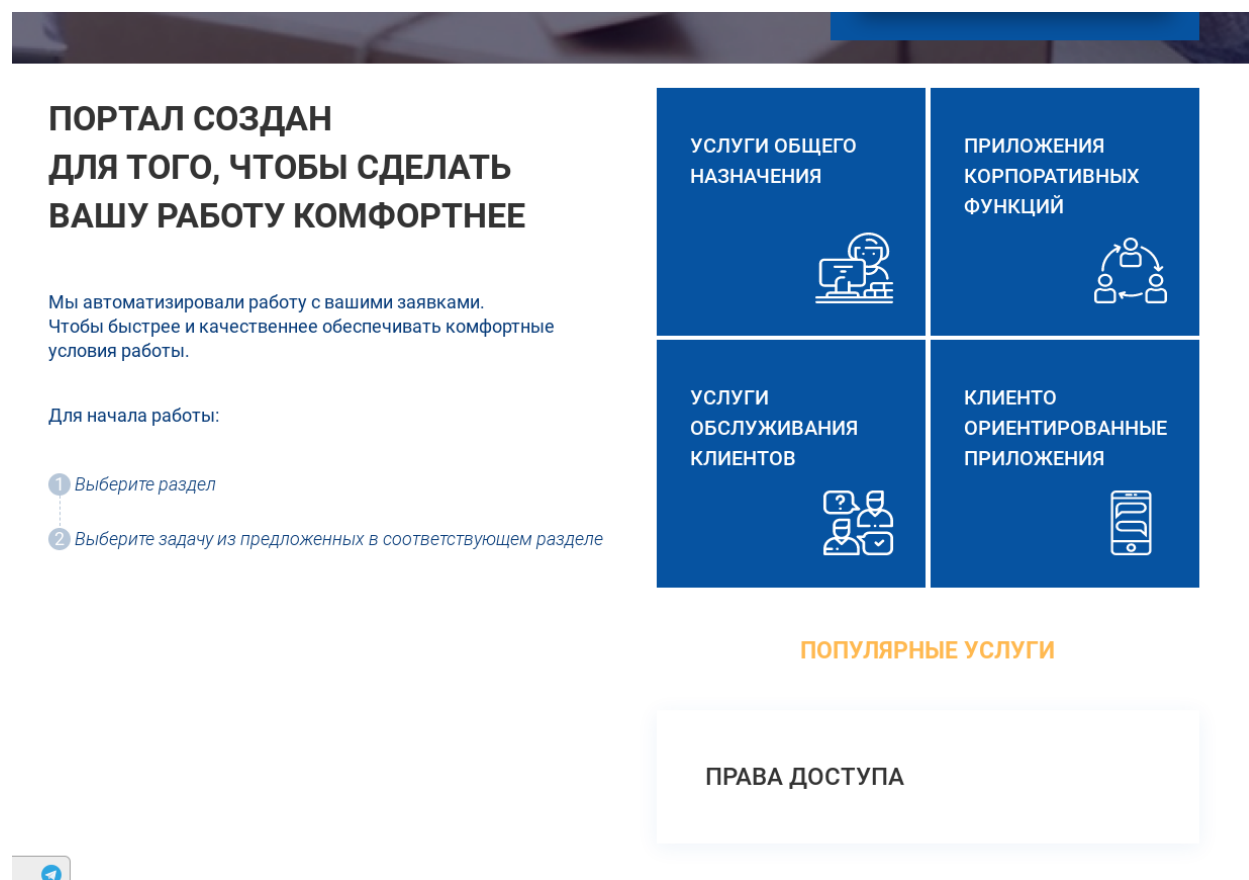 ПОРТАЛ СОЗДАН
ДЛЯ ТОГО, ЧТОБЫ СДЕЛАТЬ
ВАШУ РАБОТУ КОМФОРТНЕЕ
Мы автоматизировали работу с вашими заявками.
Чтобы быстрее и качественнее обеспечивать комфортные
условия работы.
Для начала работы:
1 Выберите раздел
2 Выберите задачу из предложенных в соответствующем разделе
УСЛУГИ ОБЩЕГО
НАЗНАЧЕНИЯ
ПРИЛОЖЕНИЯ
КОРПОРАТИВНЫХ
ФУНКЦИЙ
УСЛУГИ
ОБСЛУЖИВАНИЯ
КЛИЕНТОВ
КЛИЕНТО
ОРИЕНТИРОВАННЫЕ
ПРИЛОЖЕНИЯ
ПОПУЛЯРНЫЕ УСЛУГИ
ПРАВА ДОСТУПА